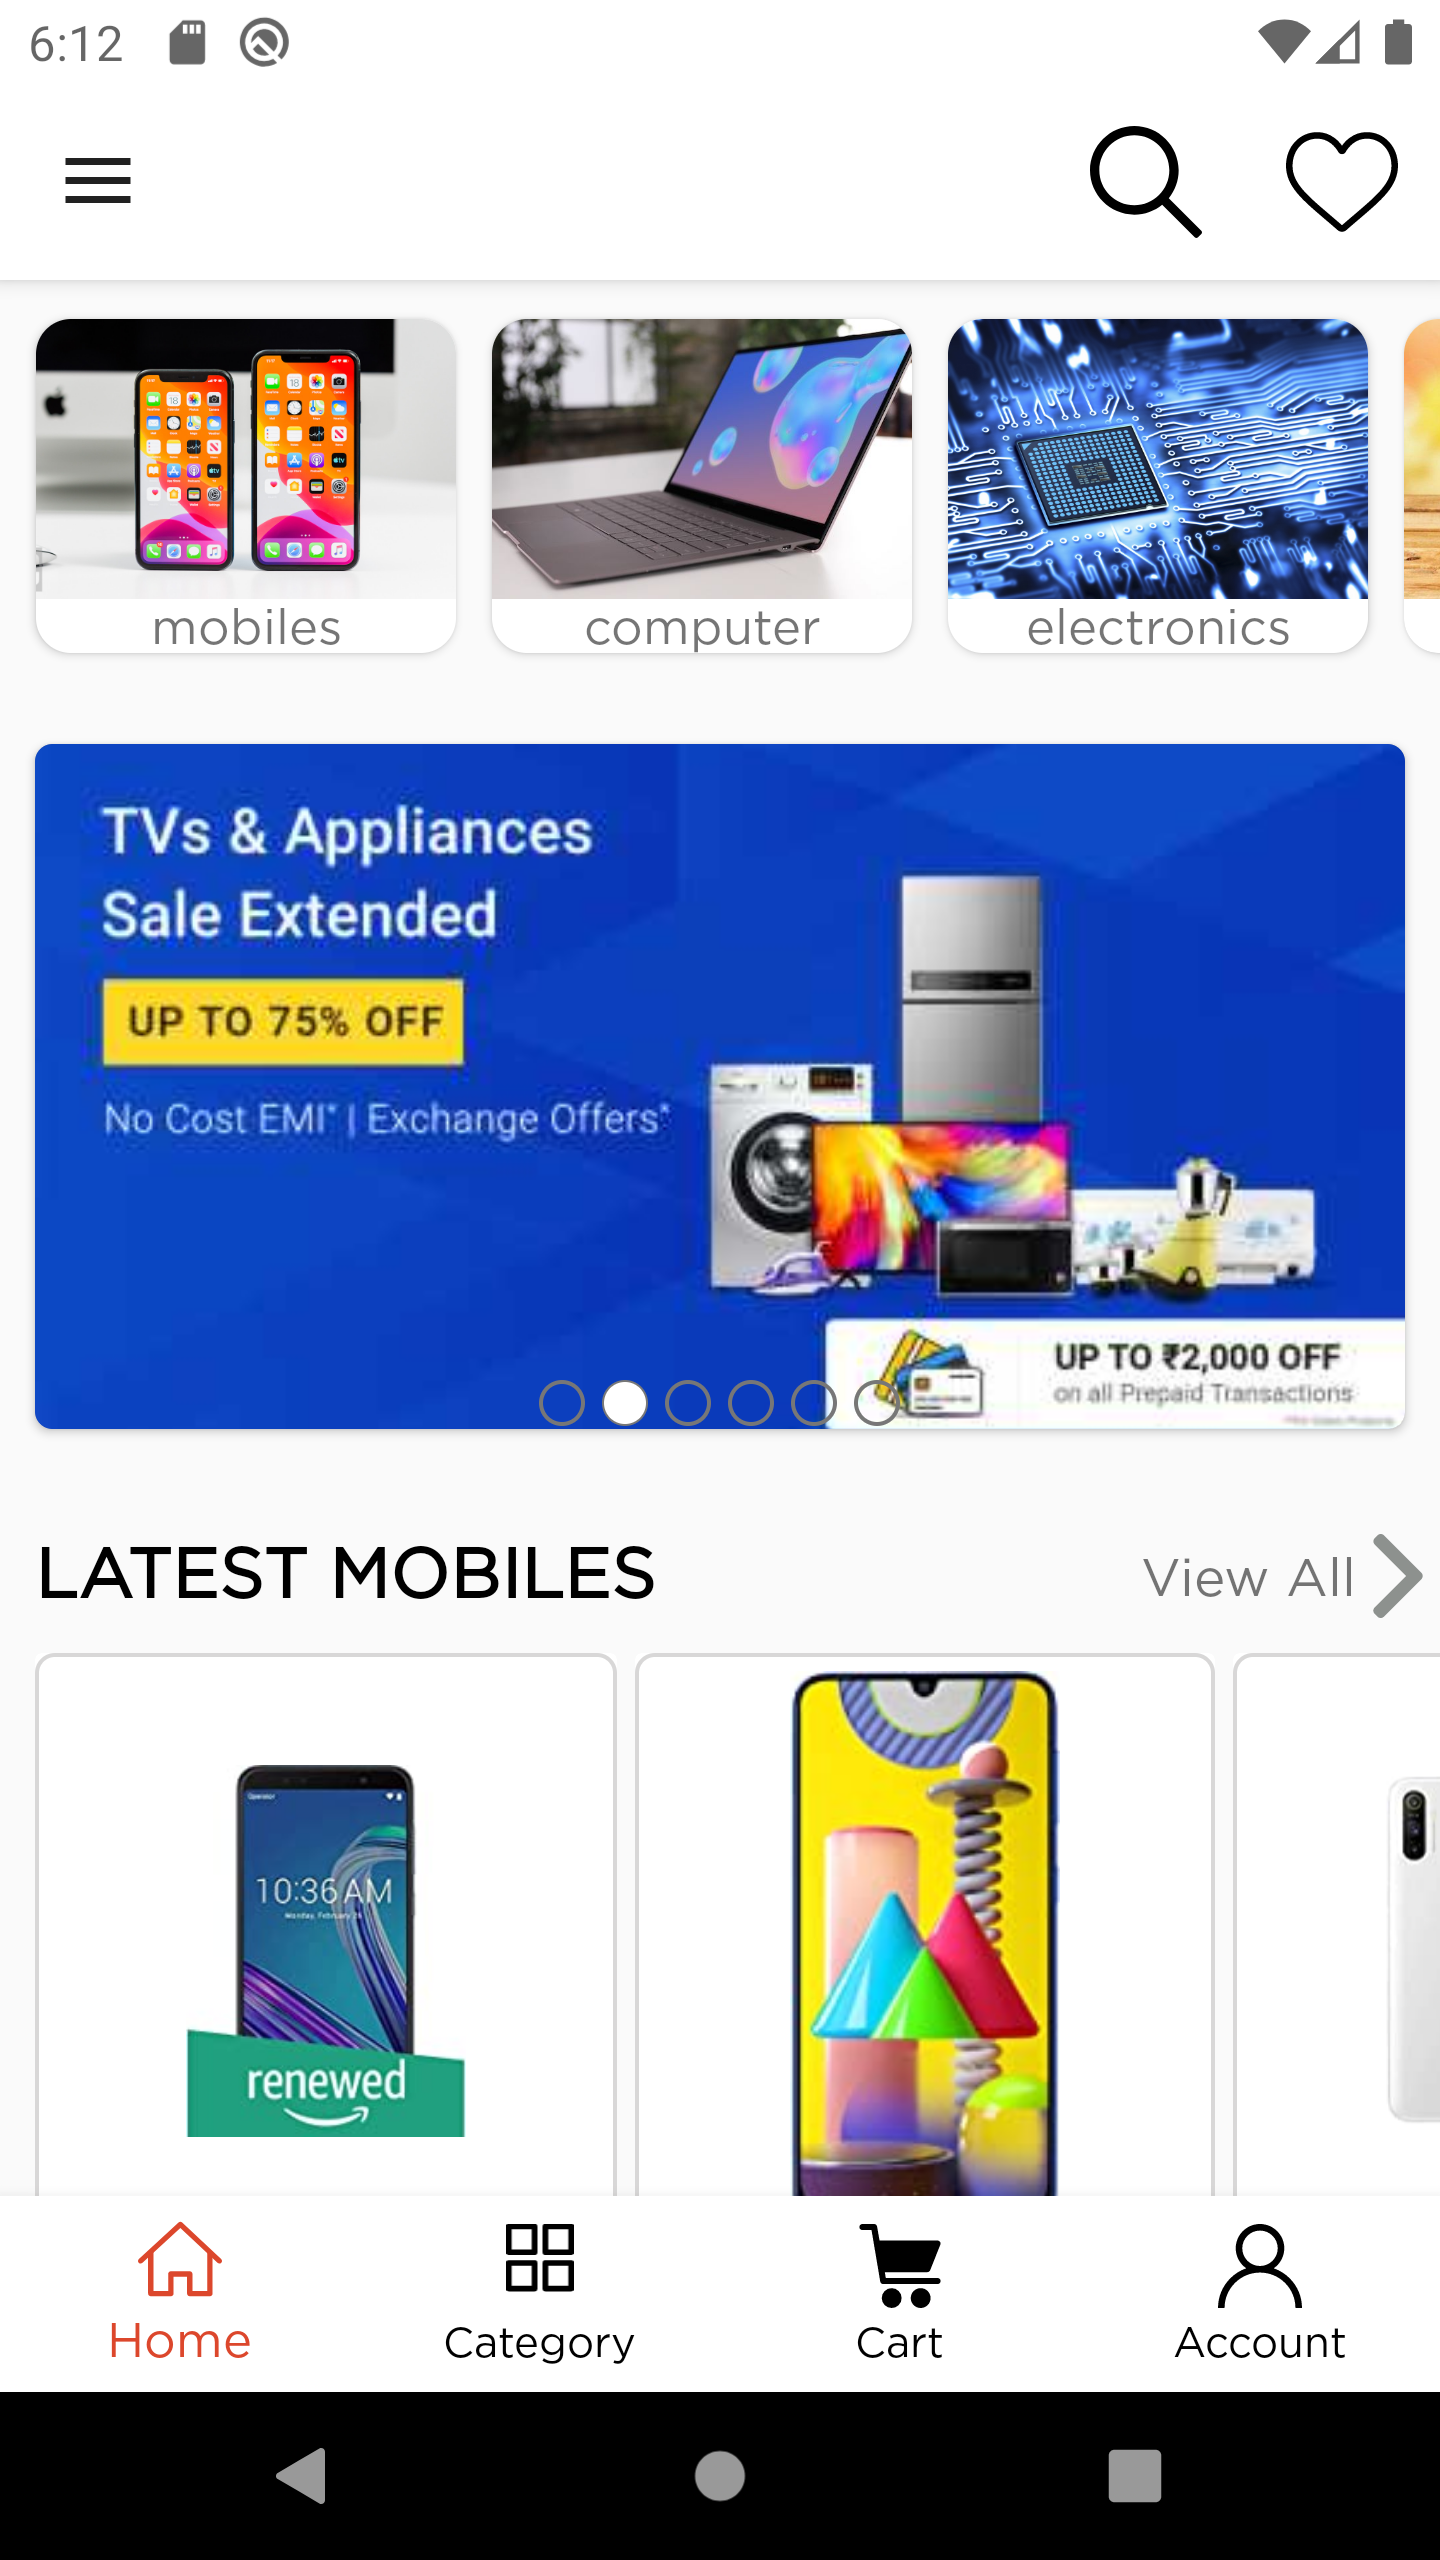 6:12
mobiles
computer
electronics
TVs & Appliances
Sale Extended
UP TO 75% OFF
No Cost EMI* | Exchange Offers*
UP TO ₹2,000 OFF
on all Prepaid Transactions
LATEST MOBILES
View All
Operator
10:36 AM
renewed
Home
Category
Cart
Account